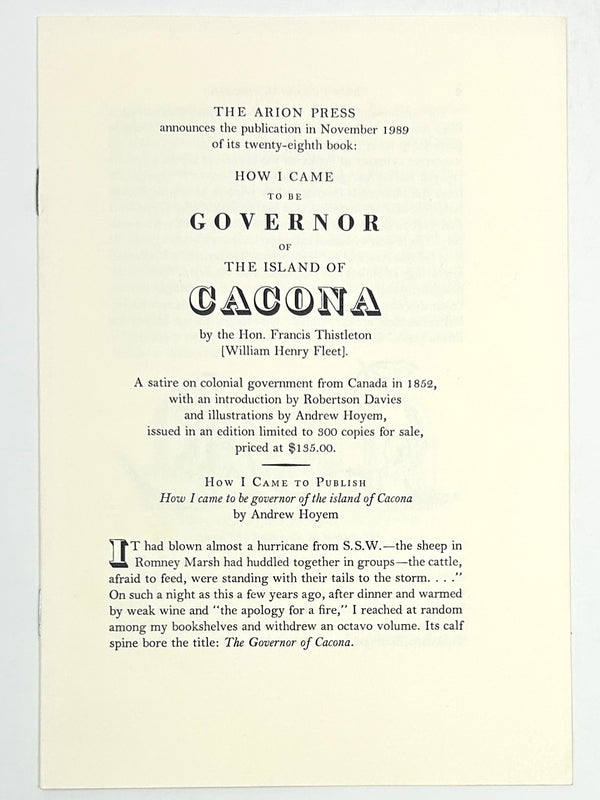 THE ARION PRESS
announces the publication in November 1989
of its twenty-eighth book:
HOW I CAME
TO BE
GOVERNOR
OF
THE ISLAND OF
CACONA
by the Hon. Francis Thistleton
[William Henry Fleet].
A satire on colonial government from Canada in 1852,
with an introduction by Robertson Davies
and illustrations by Andrew Hoyem,
issued in an edition limited to 300 copies for sale,
priced at $135.00.
How I Came to Publish
How I came to be governor of the island of Cacona
by Andrew Hoyem
IT had blown almost a hurricane from S.S.W.—the sheep in
Romney Marsh had huddled together in groups—the cattle,
afraid to feed, were standing with their tails to the storm. . . ."
On such a night as this a few years ago, after dinner and warmed
by weak wine and "the apology for a fire," I reached at random
among my bookshelves and withdrew an octavo volume. Its calf
spine bore the title: The Governor of Cacona.